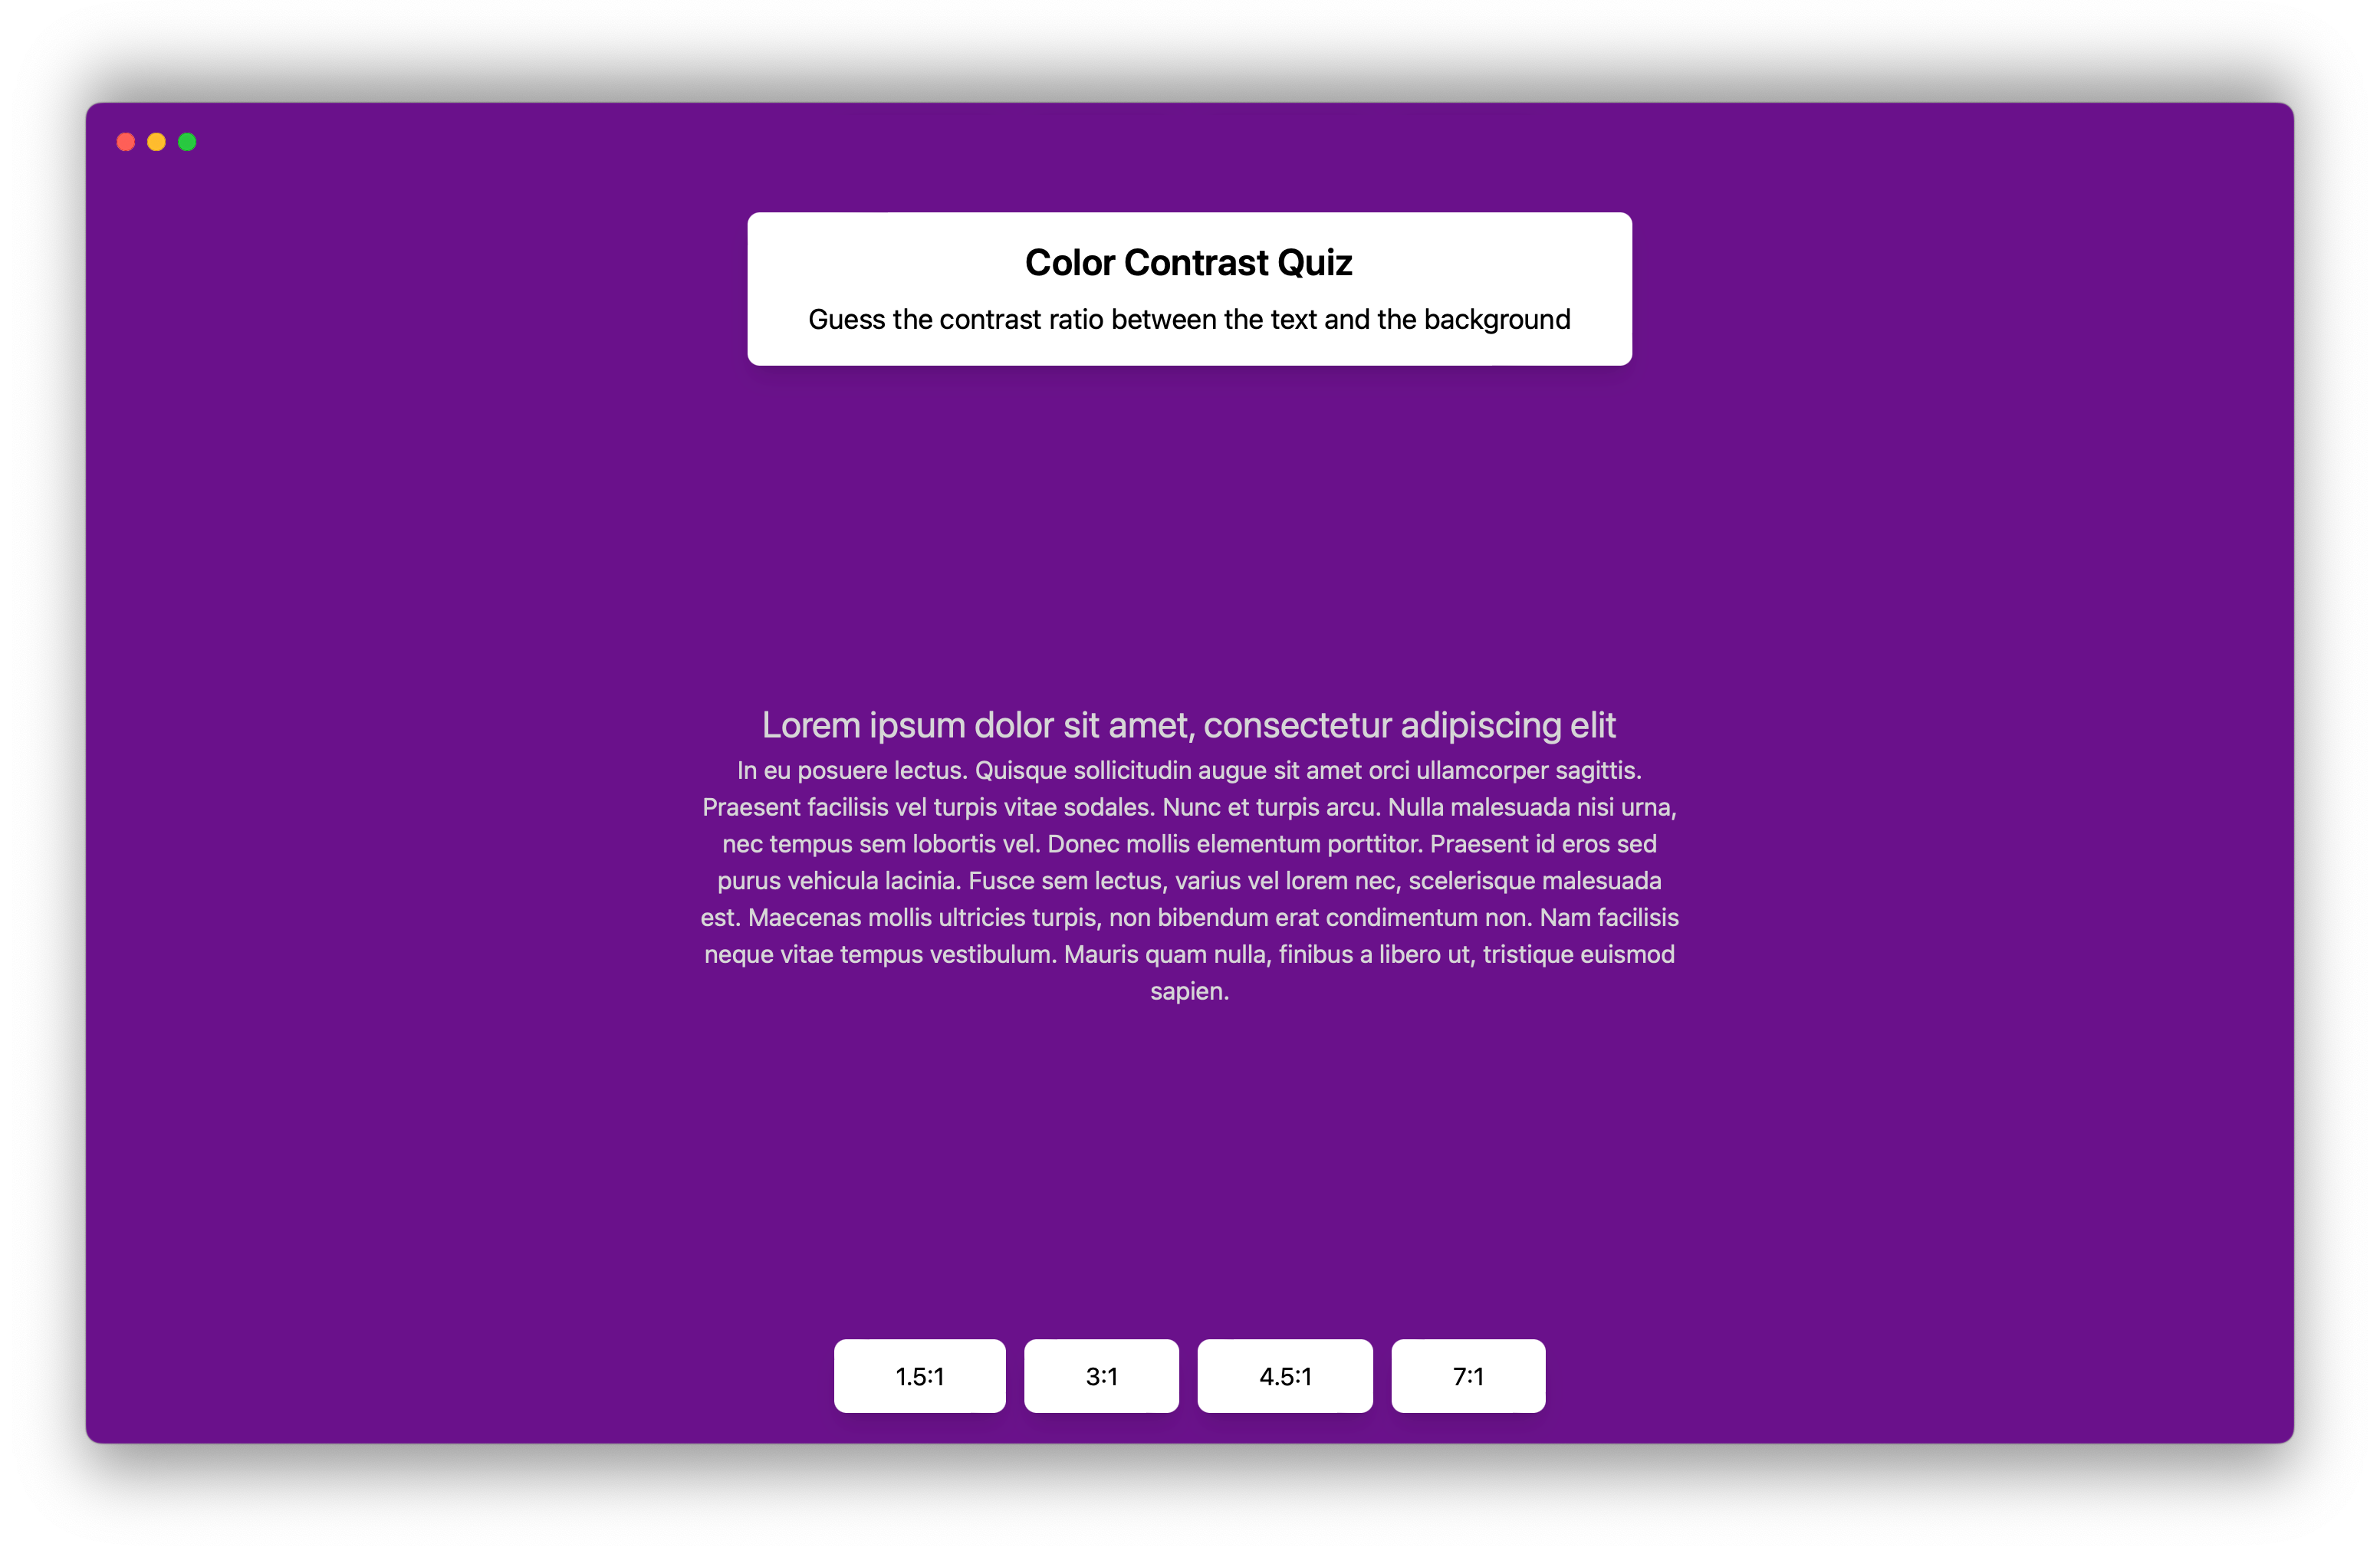 Color Contrast Quiz
Guess the contrast ratio between the text and the background
Lorem ipsum dolor sit amet, consectetur adipiscing elit
In eu posuere lectus. Quisque sollicitudin augue sit amet orci ullamcorper sagittis.
Praesent facilisis vel turpis vitae sodales. Nunc et turpis arcu. Nulla malesuada nisi urna,
nec tempus sem lobortis vel. Donec mollis elementum porttitor. Praesent id eros sed
purus vehicula lacinia. Fusce sem lectus, varius vel lorem nec, scelerisque malesuada
est. Maecenas mollis ultricies turpis, non bibendum erat condimentum non. Nam facilisis
neque vitae tempus vestibulum. Mauris quam nulla, finibus a libero ut, tristique euismod
sapien.
1.5:1
3:1
4.5:1
7:1